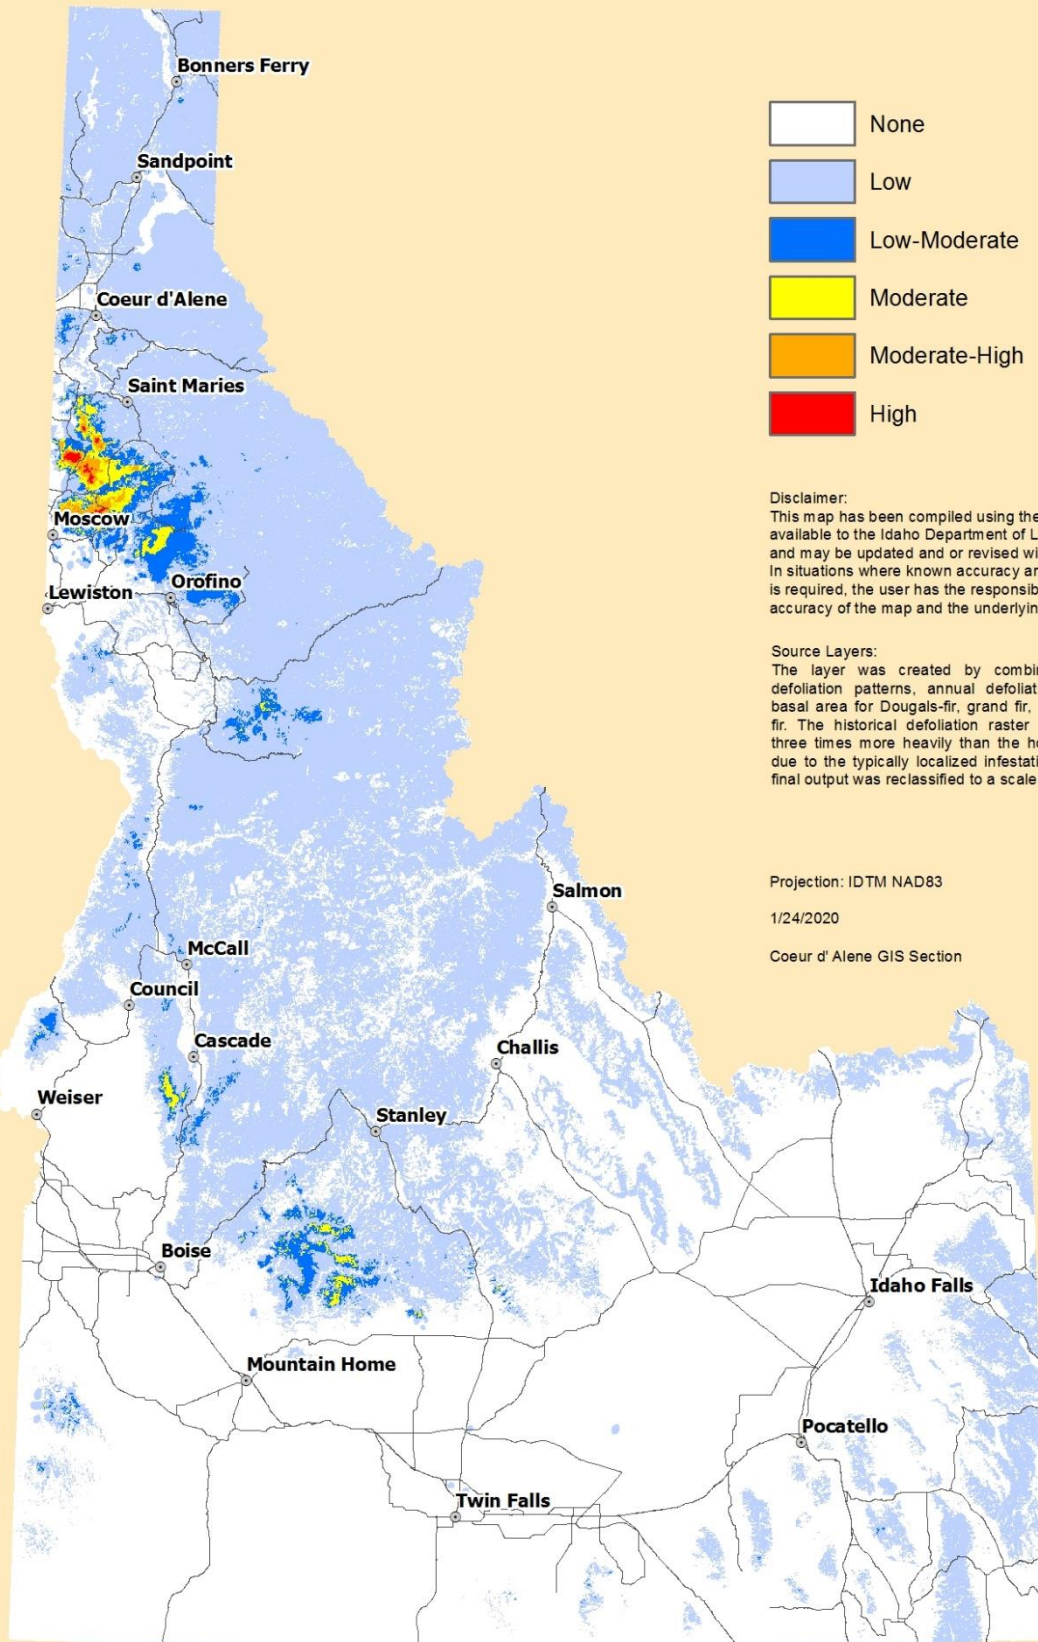 Bonners Ferry
Sandpoint
Coeur d'Alene
Saint Maries
Moscow
Orofino
Lewiston
Salmon
McCall
Council
Cascade
Challis
Weiser
Stanley
Boise
Idaho Falls
Mountain Home
Pocatello
Twin Falls
None
Low
Low-Moderate
Moderate
Moderate-High
High
Disclaimer:
This map has been compiled using the
available to the Idaho Department of L
and may be updated and or revised wi
In situations where known accuracy an
is required, the user has the responsib
accuracy of the map and the underlyin
Source Layers:
The layer was created by combin
defoliation patterns, annual defoliat
basal area for Dougals-fir, grand fir,
fir. The historical defoliation raster
three times more heavily than the ho
due to the typically localized infestati
final output was reclassified to a scale
Projection: IDTM NAD83
1/24/2020
Coeur d' Alene GIS Section